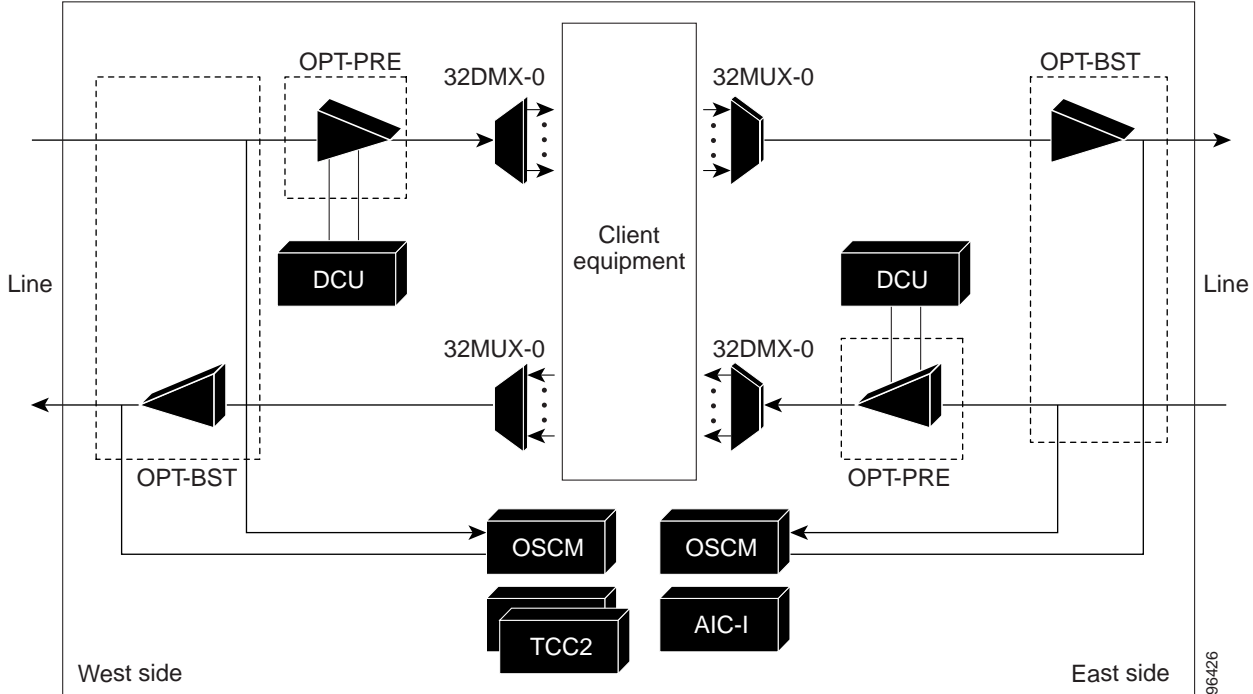 OPT-PRE
32DMX-0
32MUX-0
OPT-BST
Client
equipment
DCU
DCU
Line
Line
32MUX-0
32DMX-0
OPT-BST
OPT-PRE
OSCM
OSCM
TCC2
AIC-I
West side
East side
96426